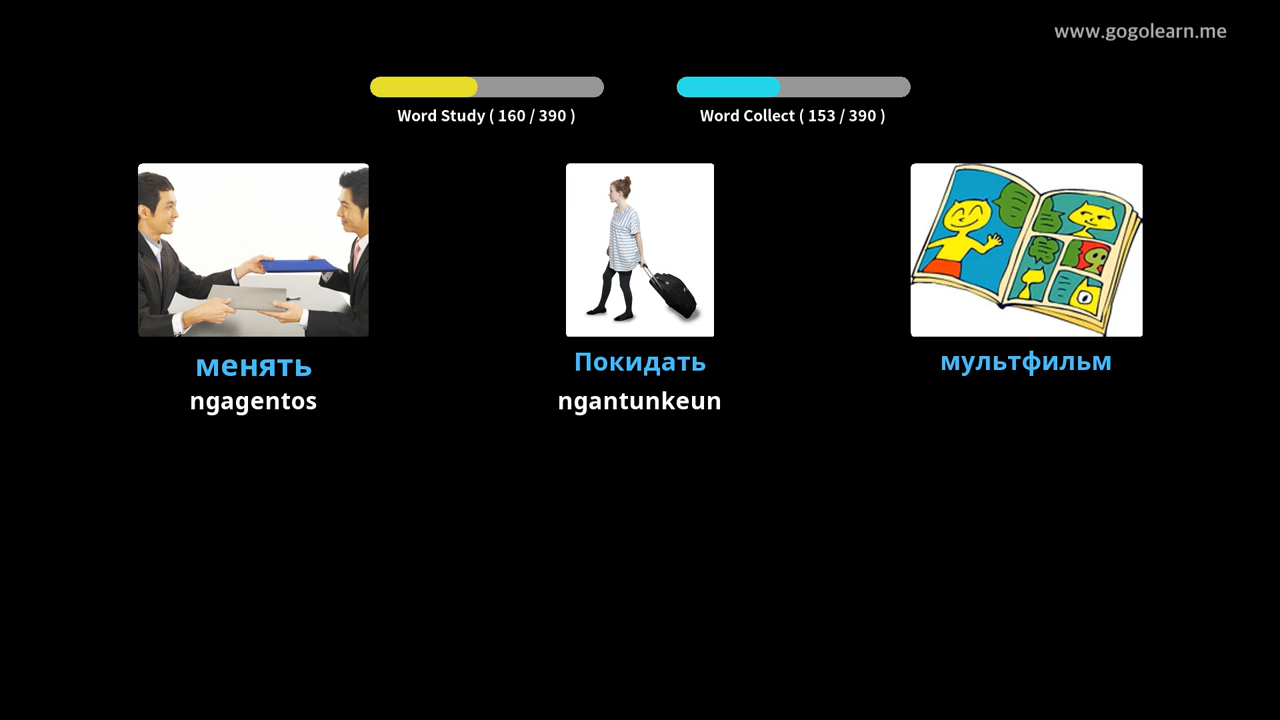 www.gogolearn.me
Word Study ( 160 / 390 )
Word Collect ( 153 / 390 )
менять
Покидать
мультфильм
ngagentos
ngantunkeun